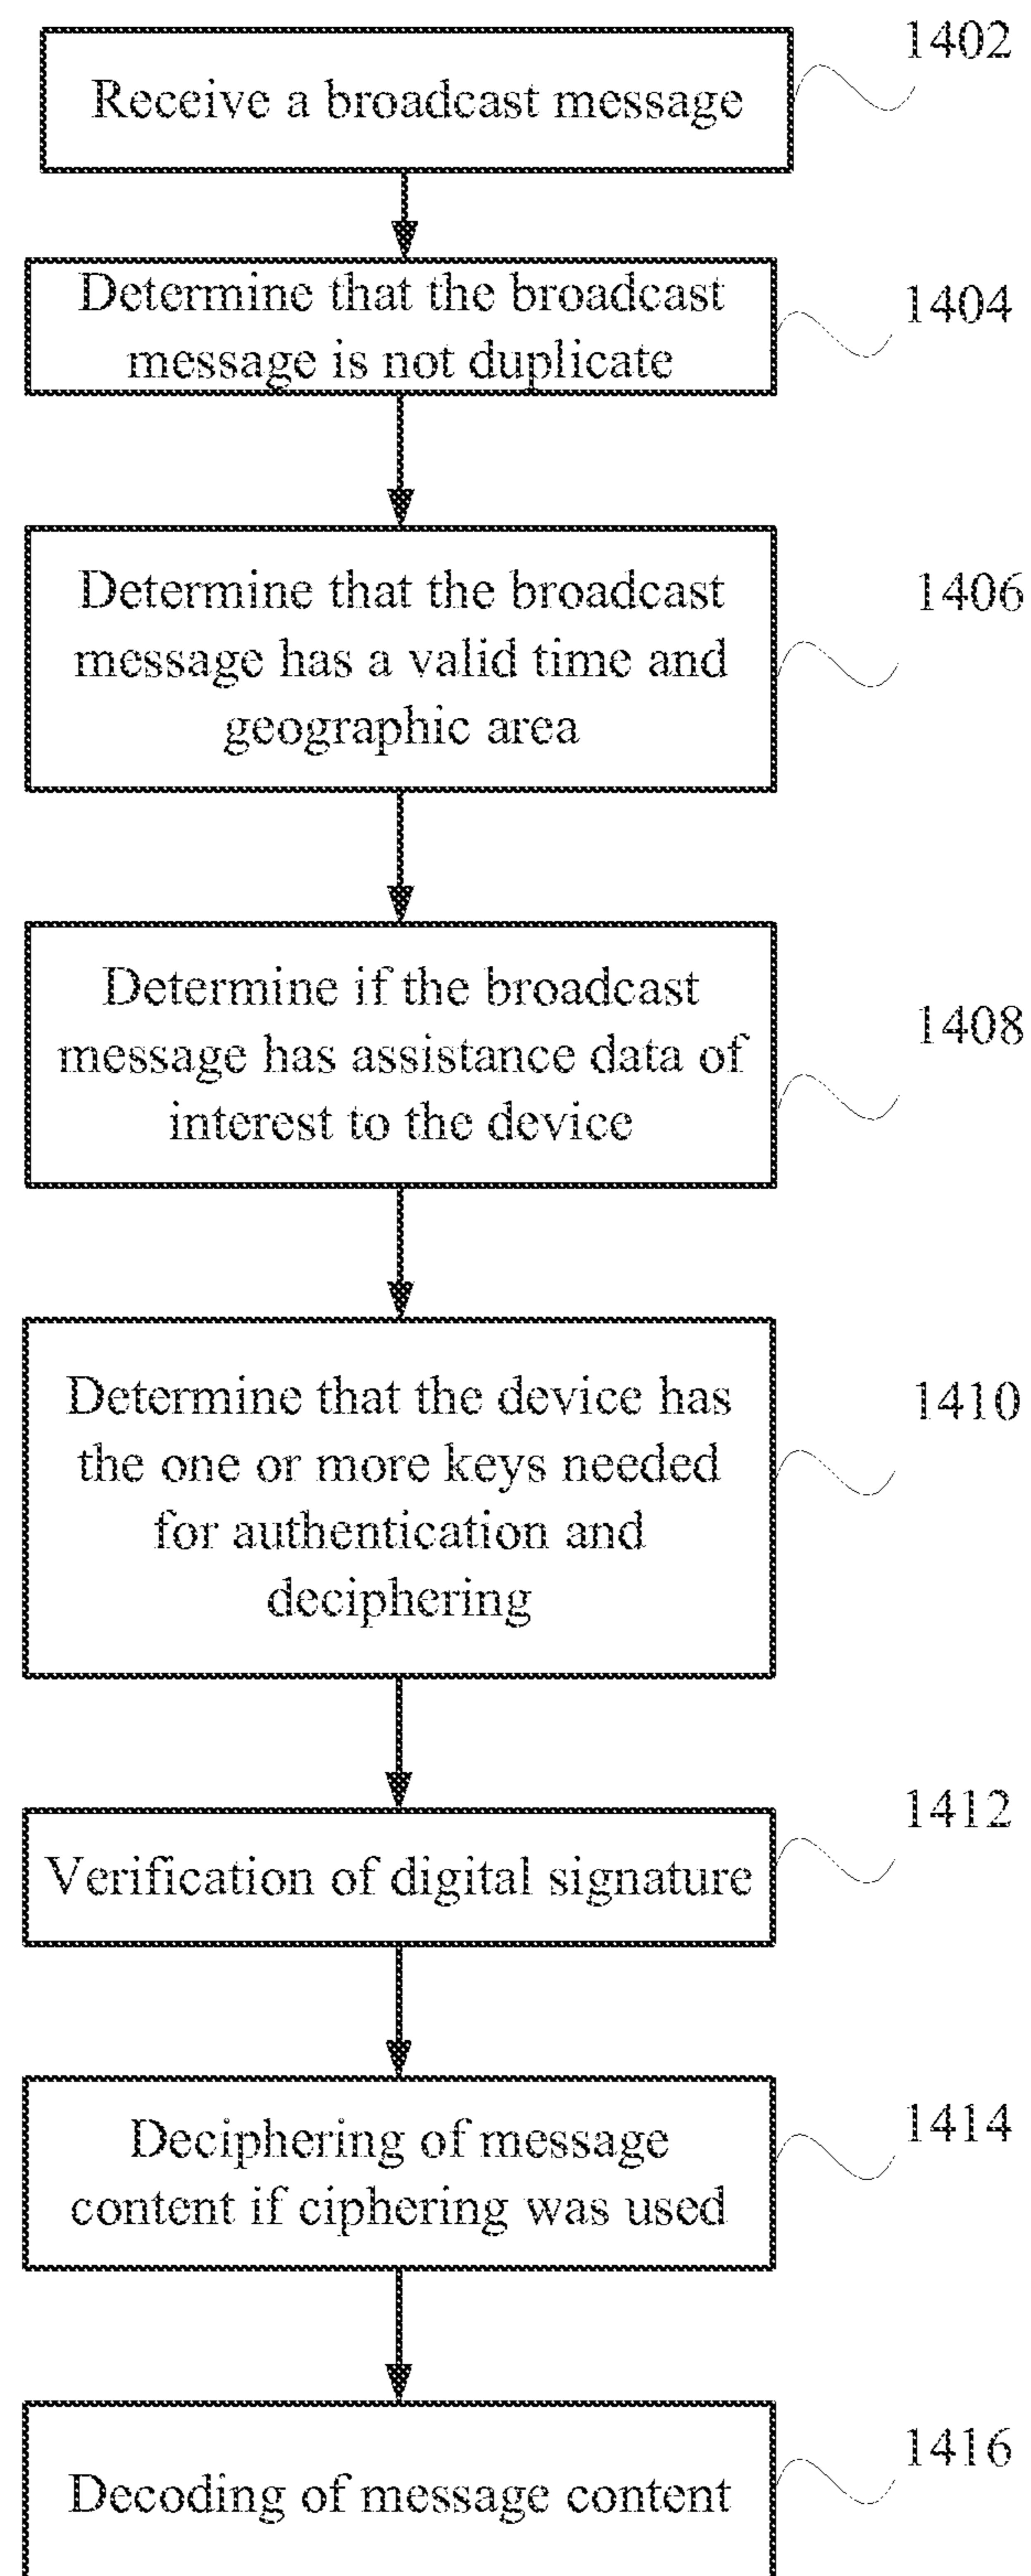 1402
Receive a broadcast message
Determine that the broadcast
message is not duplicate
1404
Determine that the broadcast
message has a valid time and
geographic area
1406
Determine if the broadcast
message has assistance data of
interest to the device
1408
Determine that the device has
the one or more keys needed
for authentication and
deciphering
1410
Verification of digital signature
1412
Deciphering of message
content if ciphering was used
1414
Decoding of message content
1416